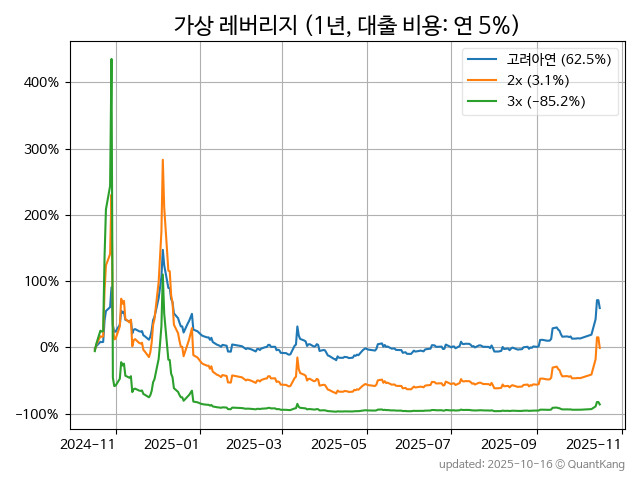 가상 레버리지 (1년, 대출 비용: 연 5%)
고려아연 (62.5%)
2x (3.1%)
3x (-85.2%)
400%
300%
200%
100%
0%
-100%
2024-11 2025-01 2025-03 2025-05 2025-07 2025-09 2025-11
updated: 2025-10-16 © QuantKang